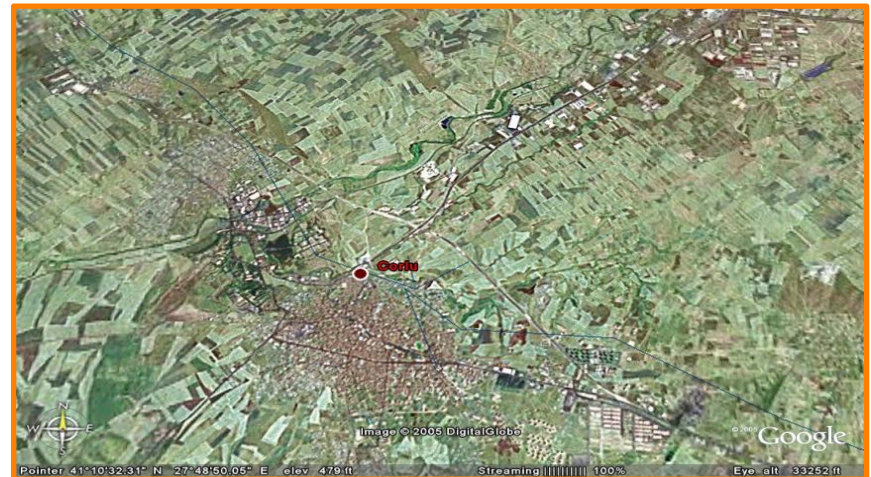 Corlu
N
W E
S
Image © 2005 DigitalGlobe
© 2005 Google
Pointer 41°10'32.31" N 27°48'50.05" E elev 479 ft Streaming |||||||||| 100% Eye alt 33252 ft